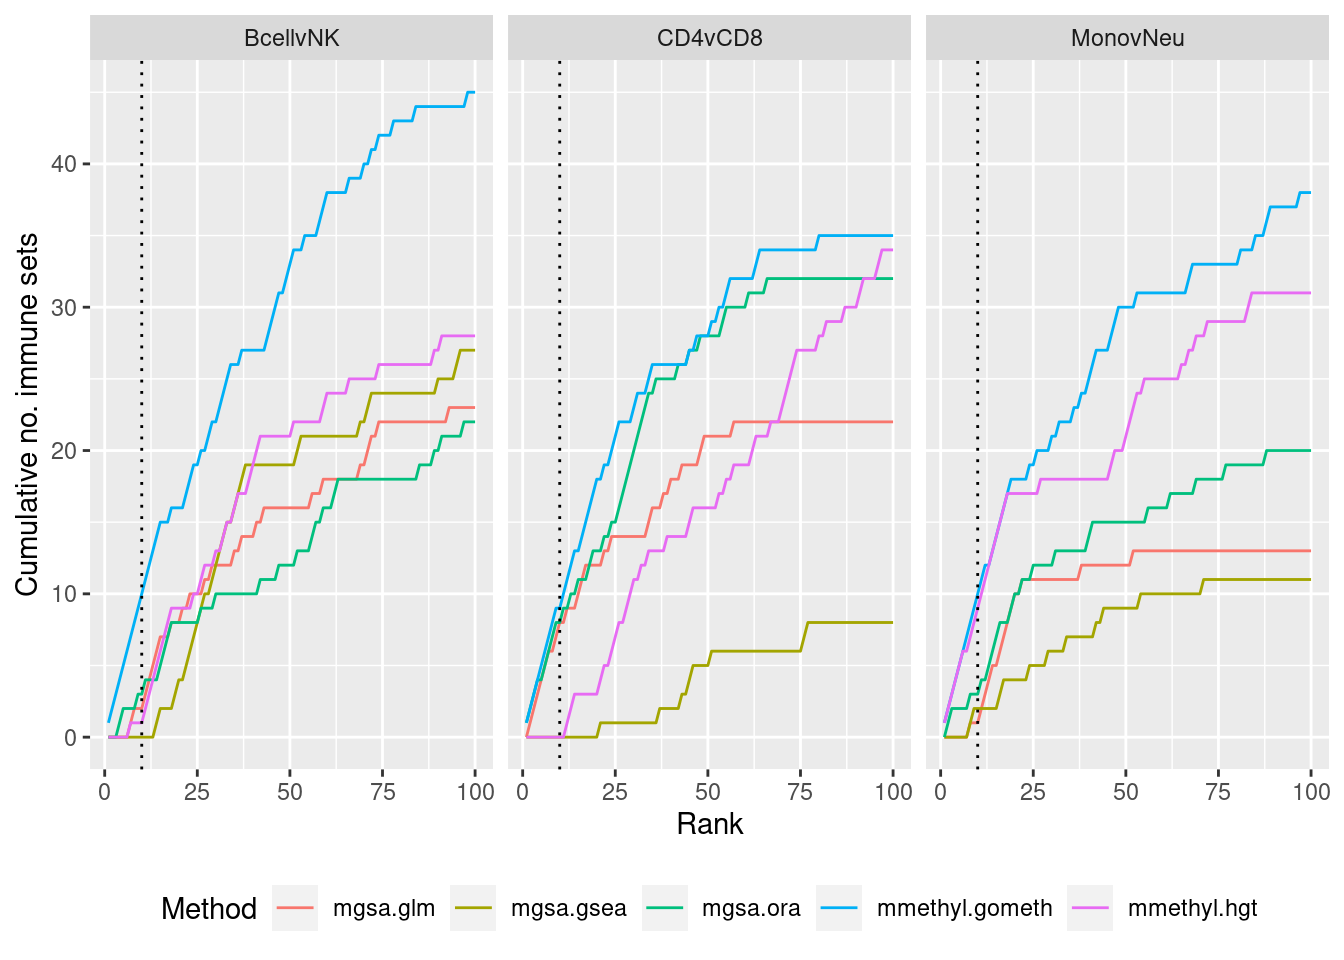 BcellvNK CD4vCD8 MonovNeu
Cumulative no. immune sets
40
30
20
10
0
0 25 50 75 100 0 25 50 75 100 0 25 50 75 100
Rank
Method mgsa.glm mgsa.gsea mgsa.ora mmethyl.gometh mmethyl.hgt